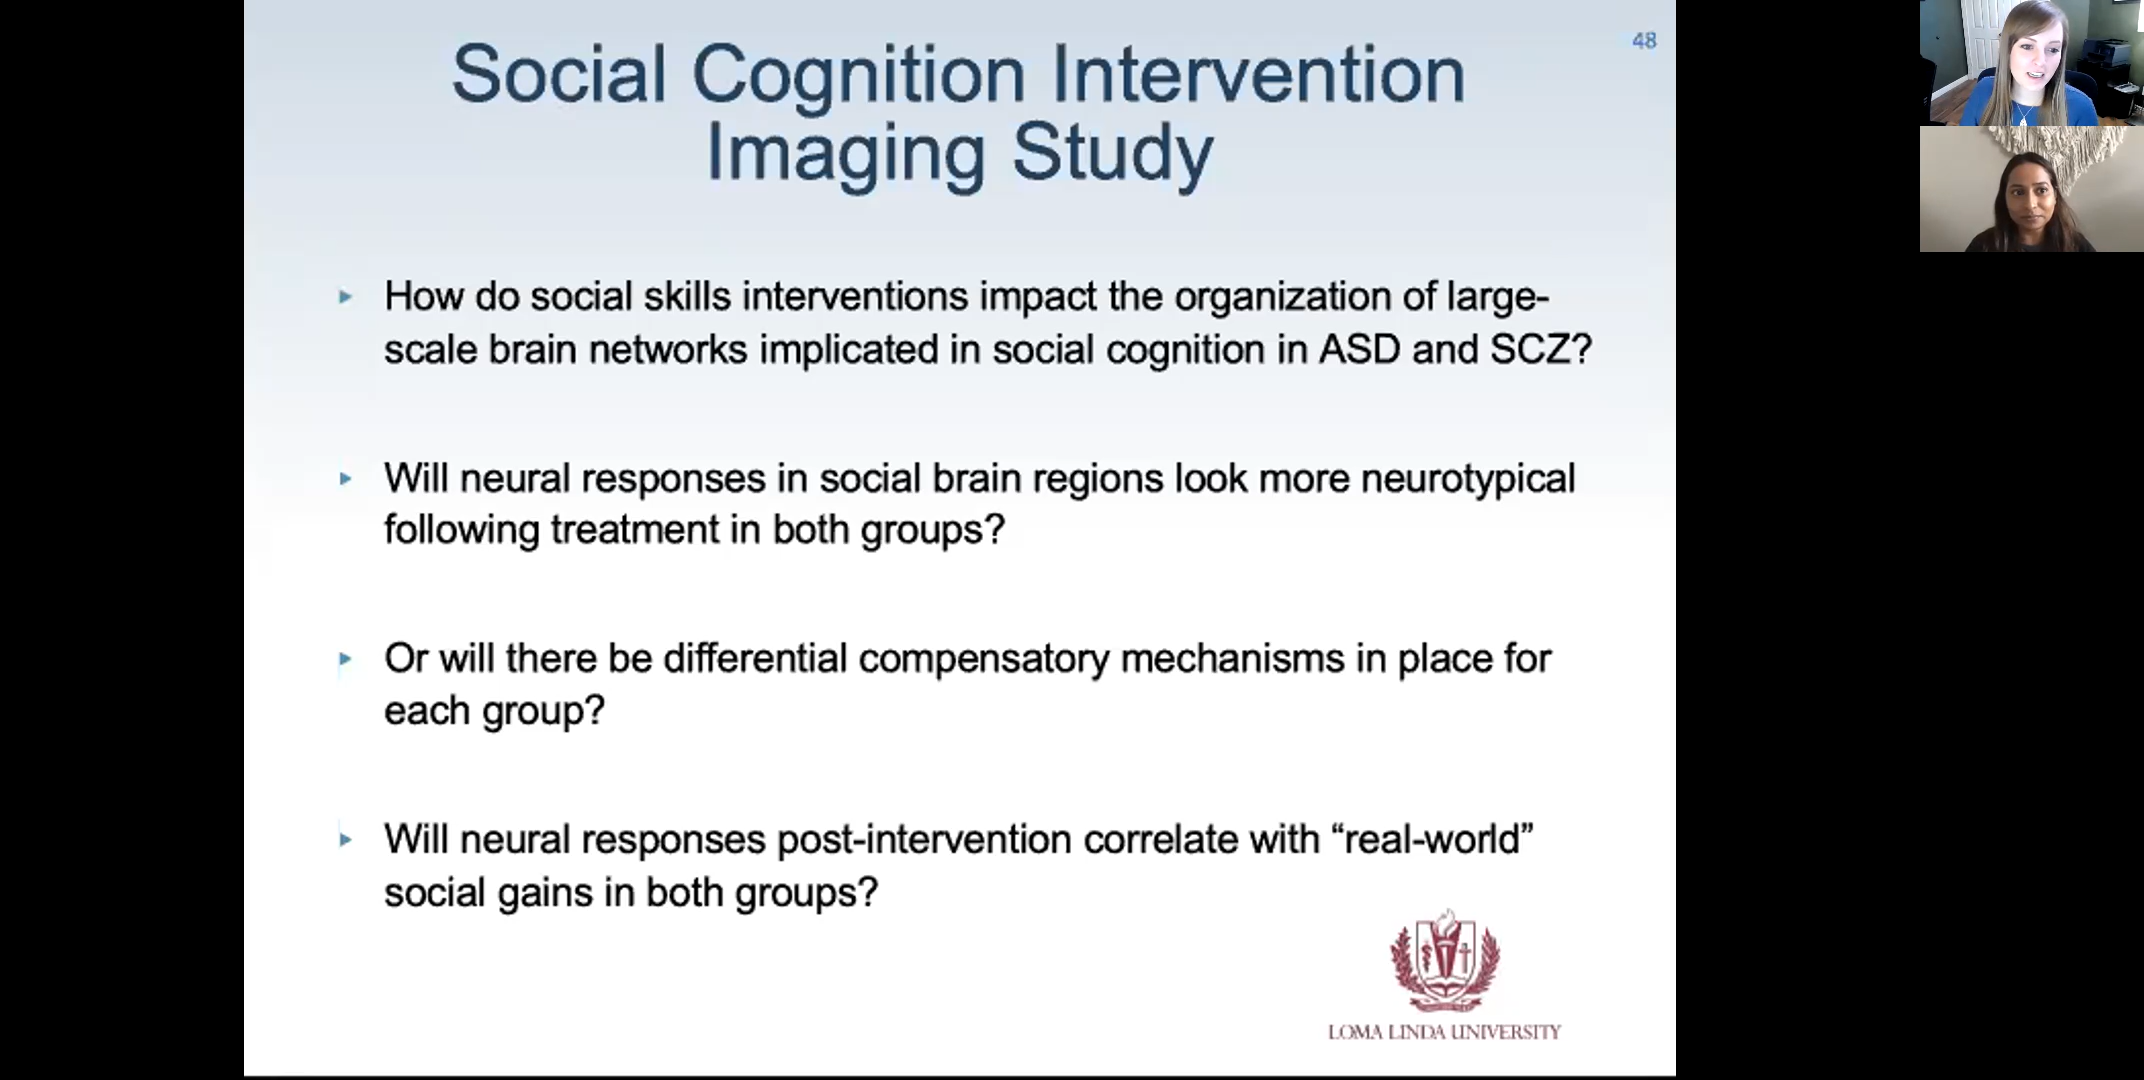 48
Social Cognition Intervention
Imaging Study
How do social skills interventions impact the organization of large-
scale brain networks implicated in social cognition in ASD and SCZ?
Will neural responses in social brain regions look more neurotypical
following treatment in both groups?
Or will there be differential compensatory mechanisms in place for
each group?
Will neural responses post-intervention correlate with “real-world”
social gains in both groups?
LOMA LINDA UNIVERSITY